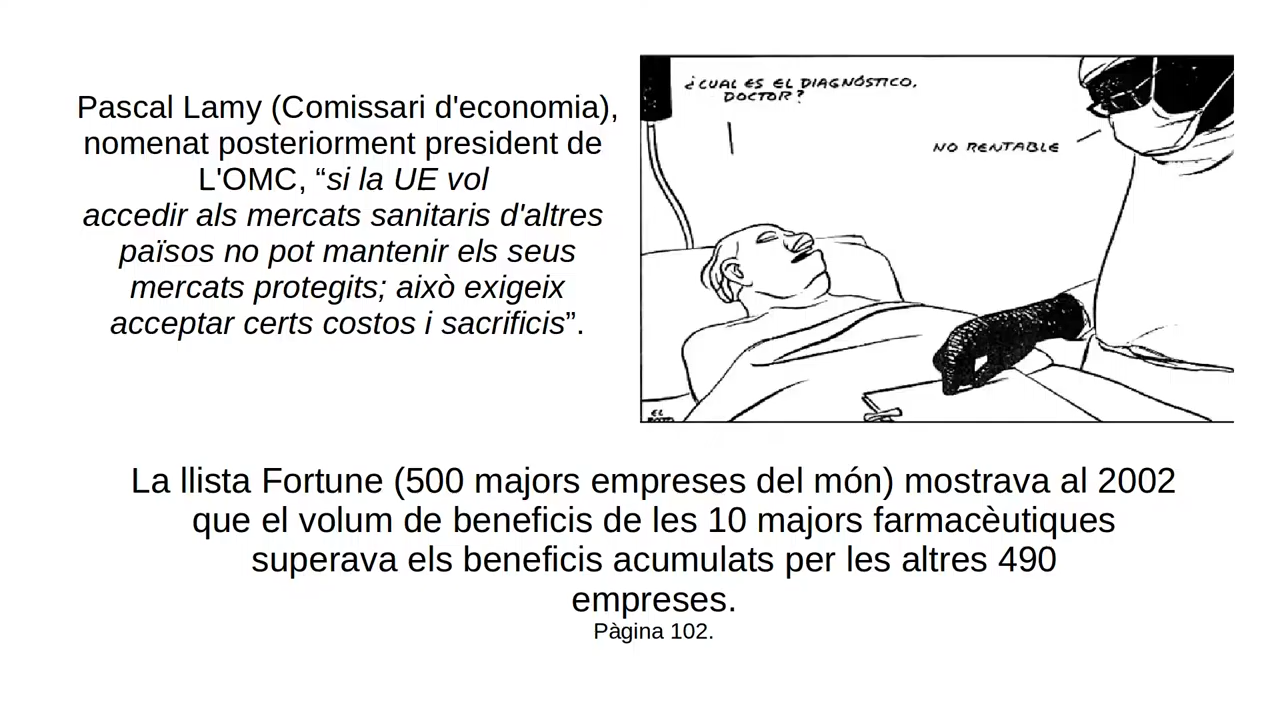 Pascal Lamy (Comissari d'economia),
nomenat posteriorment president de
L'OMC, “si la UE vol
accedir als mercats sanitaris d'altres
països no pot mantenir els seus
mercats protegits; això exigeix
acceptar certs costos i sacrificis”.
¿CUAL ES EL DIAGNÓSTICO,
DOCTOR?
NO RENTABLE
EL
La llista Fortune (500 majors empreses del món) mostrava al 2002
que el volum de beneficis de les 10 majors farmacèutiques
superava els beneficis acumulats per les altres 490
empreses.
Pàgina 102.